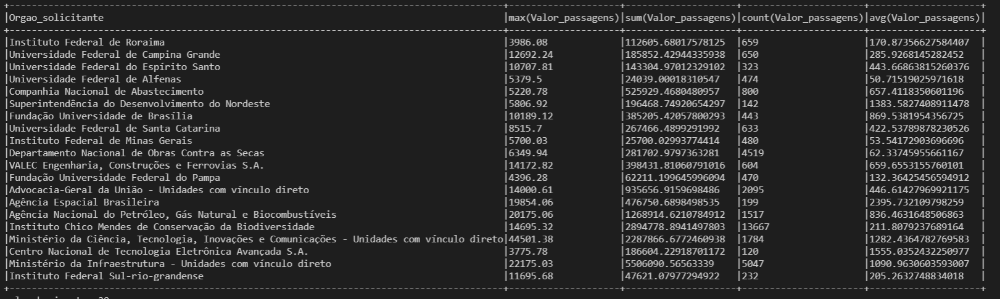 |Orgao_solicitante |max(Valor_passagens)|sum(Valor_passagens)|count(Valor_passagens)|avg(Valor_passagens)|
|Instituto Federal de Roraima |3986.08 |112605.68017578125 |659 |170.87356627584407 |
|Universidade Federal de Campina Grande |12692.24 |185852.42944335938 |650 |285.9268145282452 |
|Universidade Federal do Espírito Santo |10707.81 |143304.97012329102 |323 |443.66863815260376 |
|Universidade Federal de Alfenas |5379.5 |24039.00018310547 |474 |50.71519025971618 |
|Companhia Nacional de Abastecimento |5220.78 |525929.4680480957 |800 |657.4118350601196 |
|Superintendência do Desenvolvimento do Nordeste |5806.92 |196468.74920654297 |142 |1383.5827408911478 |
|Fundação Universidade de Brasília |10189.12 |385205.42057800293 |443 |869.5381954356725 |
|Universidade Federal de Santa Catarina |8515.7 |267466.4899291992 |633 |422.53789878230526 |
|Instituto Federal de Minas Gerais |5700.03 |25700.02993774414 |480 |53.54172903696696 |
|Departamento Nacional de Obras Contra as Secas |6349.94 |281702.9797363281 |4519 |62.33745955661167 |
|VALEC Engenharia, Construções e Ferrovias S.A. |14172.82 |398431.81060791016 |604 |659.6553155760101 |
|Fundação Universidade Federal do Pampa |4396.28 |62211.199645996094 |470 |132.36425456594912 |
|Advocacia-Geral da União - Unidades com vínculo direto |14000.61 |935656.9159698486 |2095 |446.61427969921175 |
|Agência Espacial Brasileira |19854.06 |476750.6898498535 |199 |2395.732109798259 |
|Agência Nacional do Petróleo, Gás Natural e Biocombustíveis |20175.06 |1268914.6210784912 |1517 |836.4631648506863 |
|Instituto Chico Mendes de Conservação da Biodiversidade |14695.32 |2894778.8941497803 |13667 |211.8079237689164 |
|Ministério da Ciência, Tecnologia, Inovações e Comunicações - Unidades com vínculo direto|44501.38 |2287866.6772460938 |1784 |1282.4364782769583 |
|Centro Nacional de Tecnologia Eletrônica Avançada S.A. |3775.78 |186604.22918701172 |120 |1555.0352432250977 |
|Ministério da Infraestrutura - Unidades com vínculo direto |22175.03 |5506090.56563339 |5047 |1090.9630603593007 |
|Instituto Federal Sul-rio-grandense |11695.68 |47621.07977294922 |232 |205.2632748834018 |